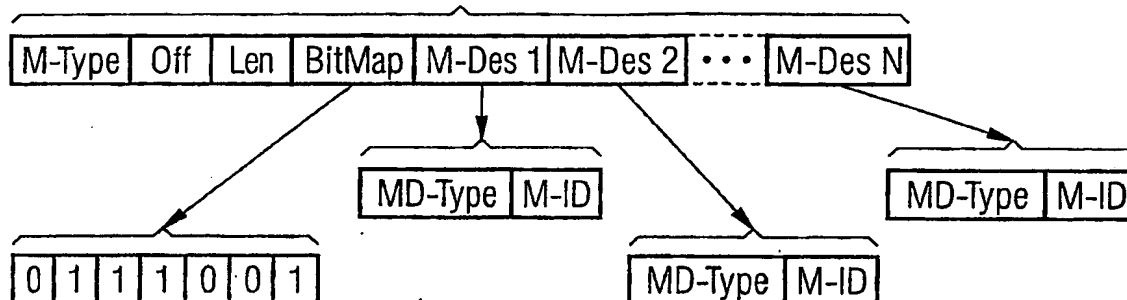 M-Type Off Len BitMap M-Des 1 M-Des 2 ••• M-Des N
MD-Type M-ID MD-Type M-ID
0 1 1 1 0 0 1 MD-Type M-ID